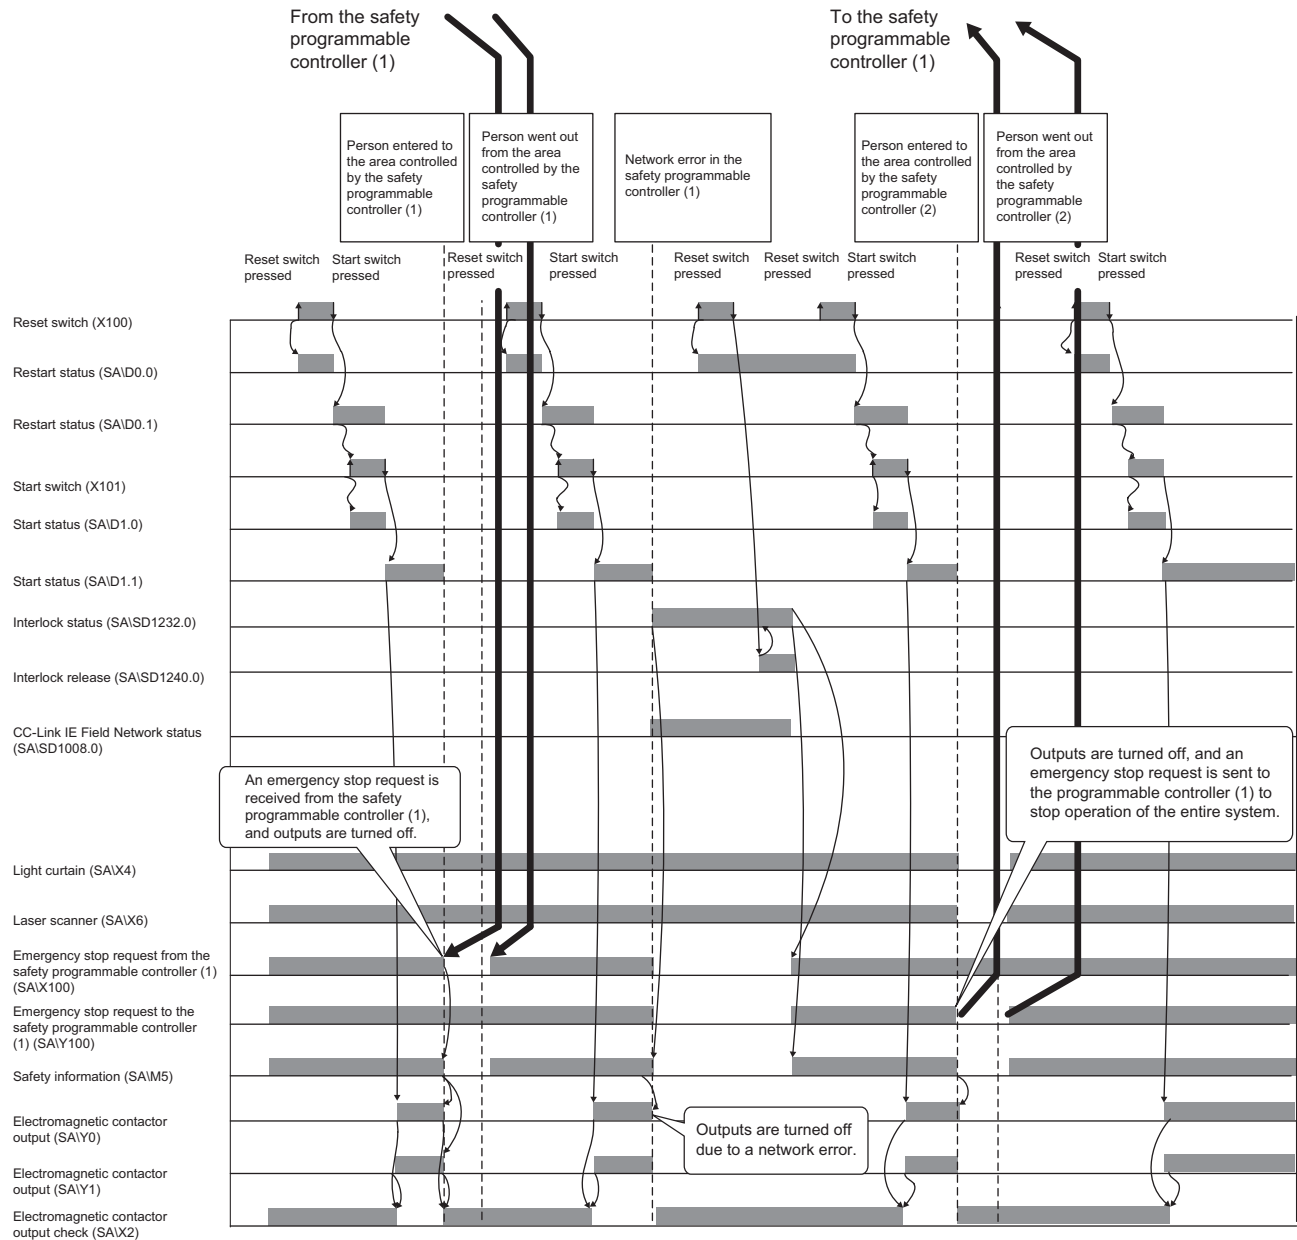 From the safety
programmable
controller (1)
To the safety
programmable
controller (1)
Person entered to
the area controlled
by the safety
programmable
controller (1)
Person went out
from the area
controlled by the
safety
programmable
controller (1)
Network error in the
safety programmable
controller (1)
Person entered to
the area controlled
by the safety
programmable
controller (2)
Person went out
from the area
controlled by
the safety
programmable
controller (2)
Reset switch
pressed
Start switch
pressed
Reset switch
pressed
Start switch
pressed
Reset switch
pressed
Reset switch
pressed
Start switch
pressed
Reset switch
pressed
Start switch
pressed
Reset switch (X100)
Restart status (SA\D0.0)
Restart status (SA\D0.1)
Start switch (X101)
Start status (SA\D1.0)
Start status (SA\D1.1)
Interlock status (SA\SD1232.0)
Interlock release (SA\SD1240.0)
CC-Link IE Field Network status
(SA\SD1008.0)
An emergency stop request is
received from the safety
programmable controller (1),
and outputs are turned off.
Outputs are turned off, and an
emergency stop request is sent to
the programmable controller (1) to
stop operation of the entire system.
Light curtain (SA\X4)
Laser scanner (SA\X6)
Emergency stop request from the
safety programmable controller (1)
(SA\X100)
Emergency stop request to the
safety programmable controller
(1) (SA\Y100)
Safety information (SA\M5)
Electromagnetic contactor
output (SA\Y0)
Outputs are turned off
due to a network error.
Electromagnetic contactor
output (SA\Y1)
Electromagnetic contactor
output check (SA\X2)